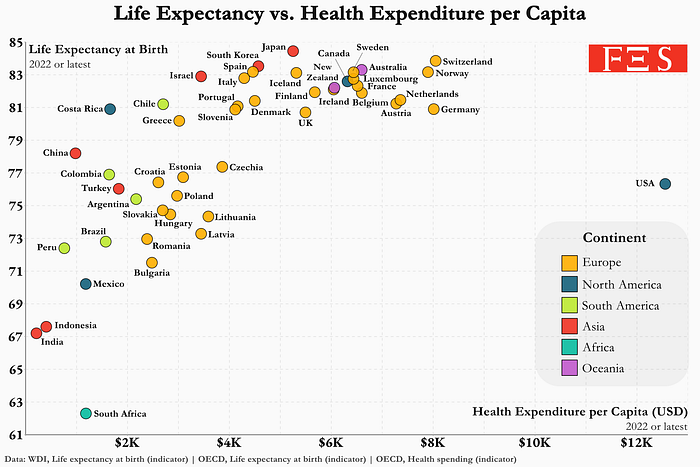 Life Expectancy vs. Health Expenditure per Capita
85
Life Expectancy at Birth
2022 or latest
FES
Japan
Canada
Sweden
South Korea
Spain
New
Zealand
Australia
Switzerland
83
Israel
Italy
Iceland
Luxembourg
Norway
France
Portugal
Finland
Ireland
Belgium
Netherlands
81
Costa Rica
Chile
Slovenia
Denmark
UK
Austria
Germany
Greece
79
China
77
Colombia
Croatia
Estonia
Czechia
Turkey
USA
Argentina
Poland
75
Slovakia
Hungary
Lithuania
73
Peru
Brazil
Romania
Latvia
71
Bulgaria
Mexico
69
67
Indonesia
India
65
63
South Africa
61
Continent
Europe
North America
South America
Asia
Africa
Oceania
Health Expenditure per Capita (USD)
2022 or latest
$2K
$4K
$6K
$8K
$10K
$12K
Data: WDI, Life expectancy at birth (indicator) | OECD, Life expectancy at birth (indicator) | OECD, Health spending (indicator)